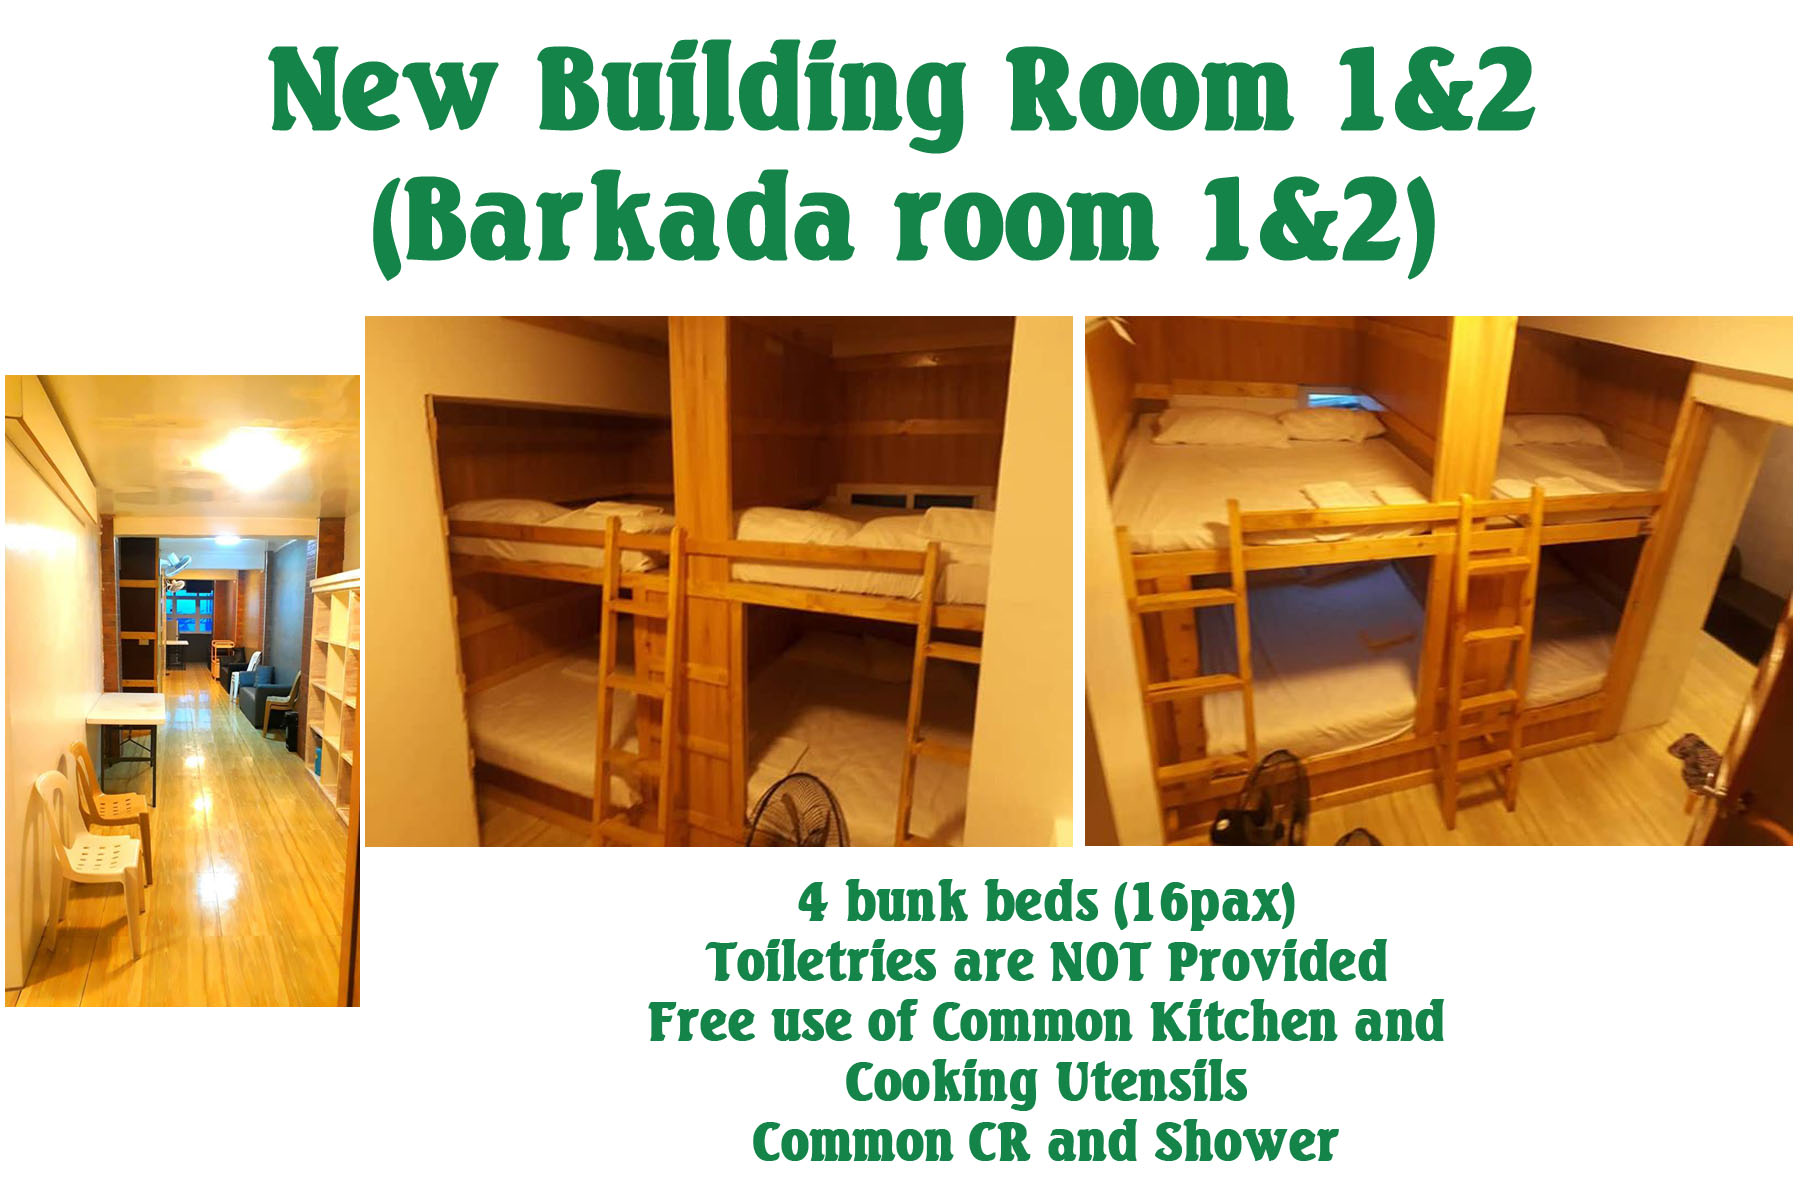 New Building Room 1&2
(Barkada room 1&2)
4 bunk beds (16pax)
Toiletries are NOT Provided
Free use of Common Kitchen and
Cooking Utensils
Common CR and Shower